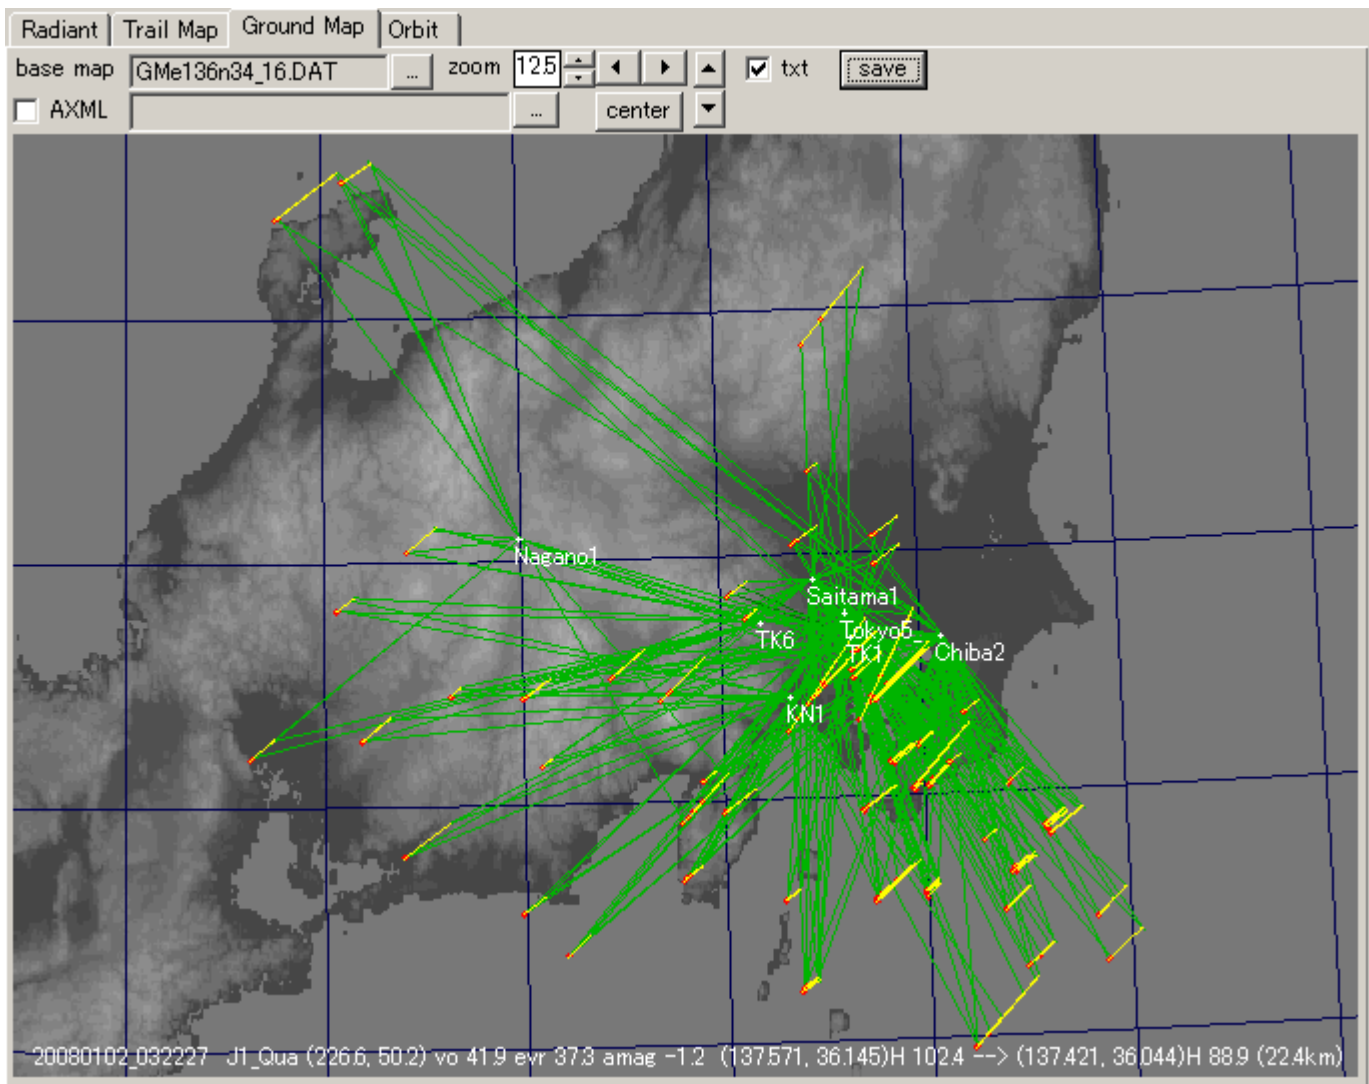 Radiant Trail Map Ground Map Orbit
base map GMe136n34_16.DAT ... zoom 12.5 txt save
AXML ... center
Nagano1
Saitama1
TK6
Tokyo5_
TK1
Chiba2
KN1
20080102_032227 J1_Qua (226.6, 50.2) vo 41.9 evr 37.3 amag -1.2 (137.571, 36.145)H 102.4 --> (137.421, 36.044)H 88.9 (22.4km)